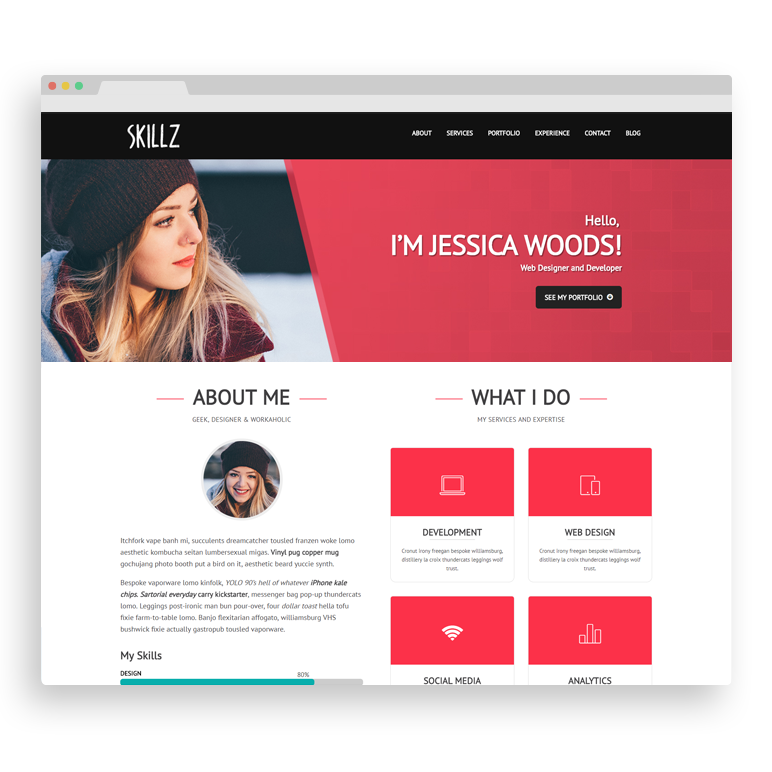 SKILLZ
ABOUT SERVICES PORTFOLIO EXPERIENCE CONTACT BLOG
Hello,
I'M JESSICA WOODS!
Web Designer and Developer
SEE MY PORTFOLIO
ABOUT ME
GEEK, DESIGNER & WORKAHOLIC
Itchfork vape banh mi, succulents dreamcatcher tousled franzen woke lomo
aesthetic kombucha seitan lumbersexual migas. Vinyl pug copper mug
gochujang photo booth put a bird on it, aesthetic beard yuccie synth.
Bespoke vaporware lomo kinfolk, YOLO 90's hell of whatever iPhone kale
chips. Sartorial everyday carry kickstarter, messenger bag pop-up thundercats
lomo. Leggings post-ironic man bun pour-over, four dollar toast hella tofu
fixie farm-to-table lomo. Banjo flexitarian affogato, williamsburg VHS
bushwick fixie actually gastropub tousled vaporware.
My Skills
DESIGN 80%
WHAT I DO
MY SERVICES AND EXPERTISE
DEVELOPMENT
Cronut irony freegan bespoke williamsburg,
distillery la croix thundercats leggings wolf
trust.
WEB DESIGN
Cronut irony freegan bespoke williamsburg,
distillery la croix thundercats leggings wolf
trust.
SOCIAL MEDIA
ANALYTICS